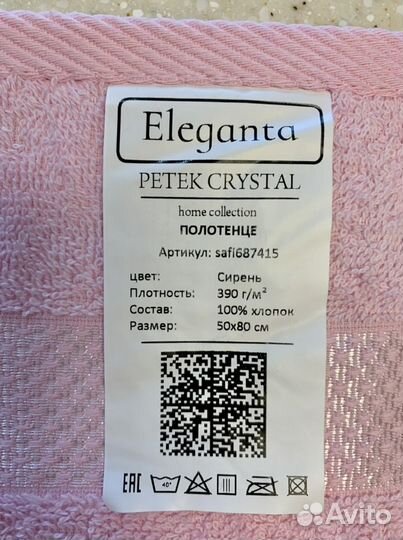 Eleganta
PETEK CRYSTAL
home collection
ПОЛОТЕНЦЕ
Артикул: safi687415
цвет: Сирень
Плотность: 390 г/м²
Состав: 100% хлопок
Размер: 50x80 см
EAC 40°
Avito